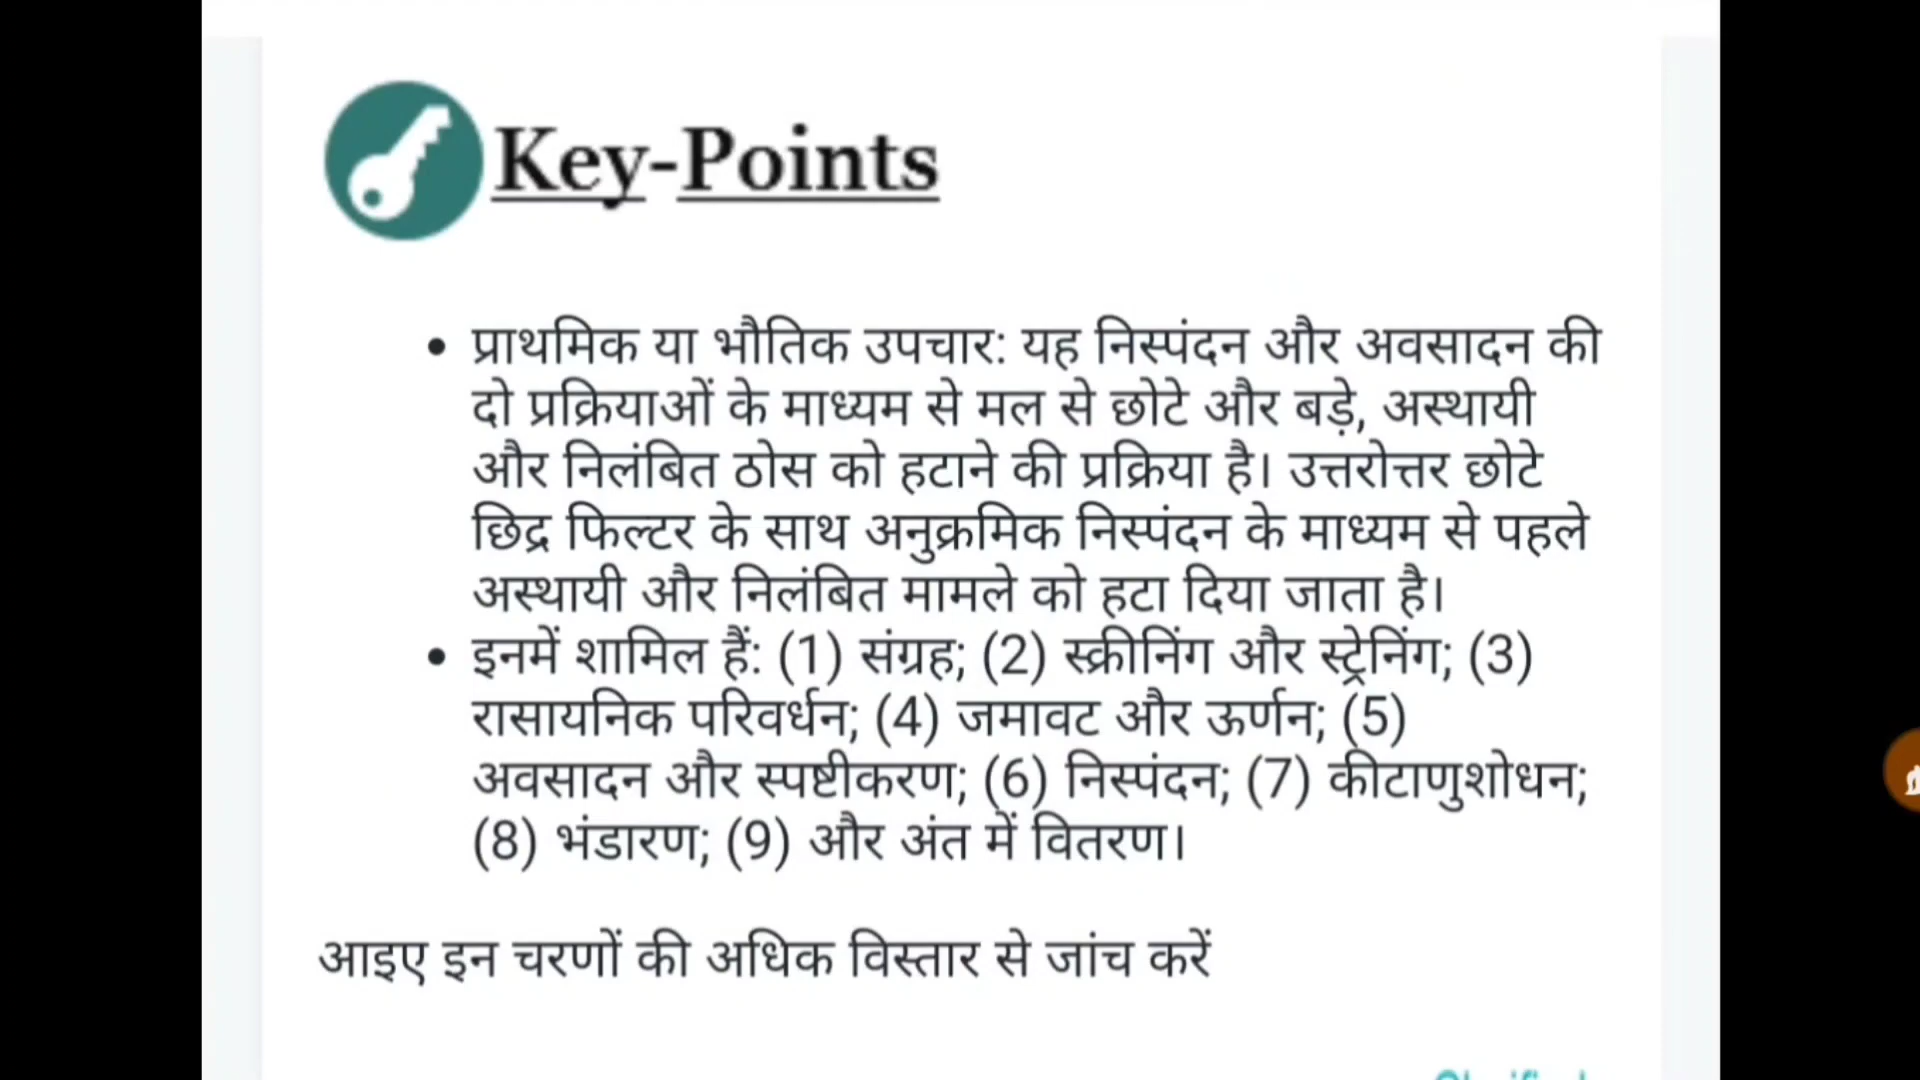 Key-Points
• प्राथमिक या भौतिक उपचार: यह निस्पंदन और अवसादन की
दो प्रक्रियाओं के माध्यम से मल से छोटे और बड़े, अस्थायी
और निलंबित ठोस को हटाने की प्रक्रिया है। उत्तरोत्तर छोटे
छिद्र फिल्टर के साथ अनुक्रमिक निस्पंदन के माध्यम से पहले
अस्थायी और निलंबित मामले को हटा दिया जाता है।
• इनमें शामिल हैं: (1) संग्रह; (2) स्क्रीनिंग और स्ट्रेनिंग; (3)
रासायनिक परिवर्धन; (4) जमावट और ऊर्णन; (5)
अवसादन और स्पष्टीकरण; (6) निस्पंदन; (7) कीटाणुशोधन;
(8) भंडारण; (9) और अंत में वितरण।
आइए इन चरणों की अधिक विस्तार से जांच करें